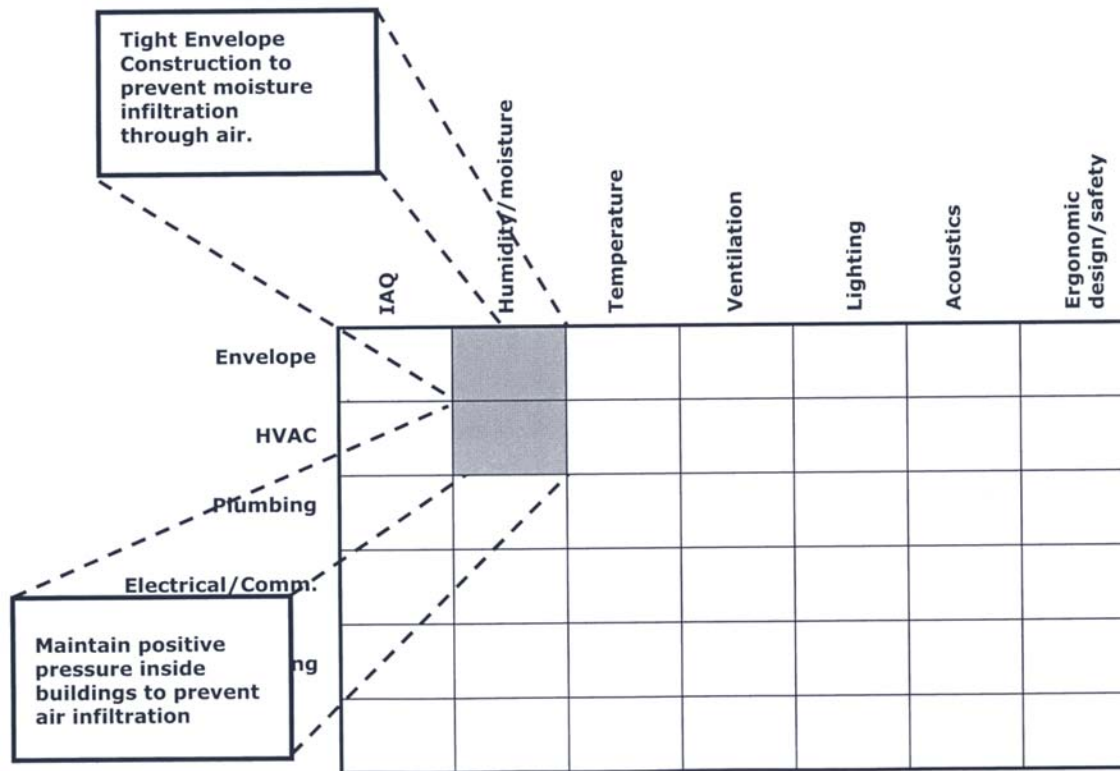 Tight Envelope
Construction to
prevent moisture
infiltration
through air.
IAQ
Humidity/moisture
Temperature
Ventilation
Lighting
Acoustics
Ergonomic
design/safety
Envelope
HVAC
Plumbing
Electrical/Comm.
ng
Maintain positive
pressure inside
buildings to prevent
air infiltration